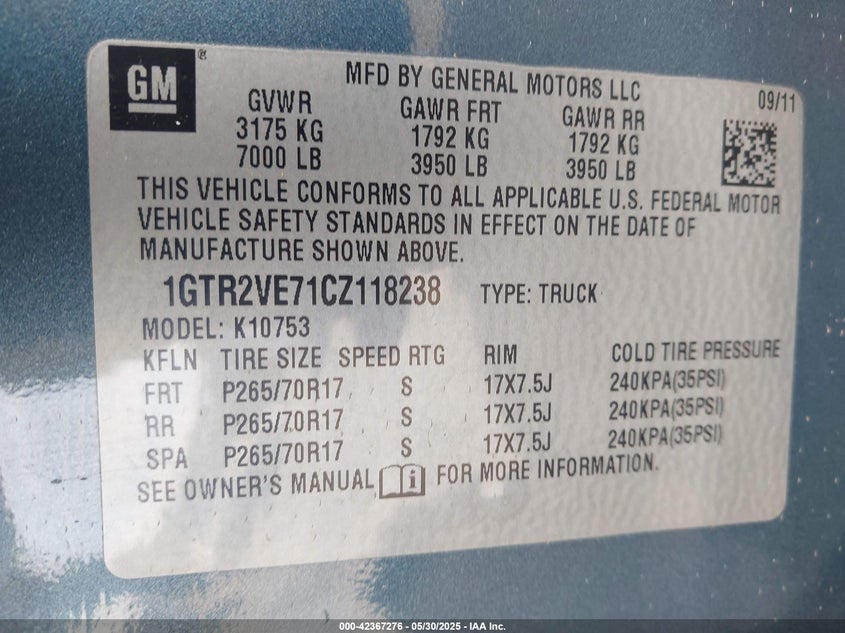 GM ®
MFD BY GENERAL MOTORS LLC
09/11
GVWR GAWR FRT GAWR RR
3175 KG 1792 KG 1792 KG
7000 LB 3950 LB 3950 LB
THIS VEHICLE CONFORMS TO ALL APPLICABLE U.S. FEDERAL MOTOR
VEHICLE SAFETY STANDARDS IN EFFECT ON THE DATE OF
MANUFACTURE SHOWN ABOVE.
1GTR2VE71CZ118238 TYPE: TRUCK
MODEL: K10753
KFLN TIRE SIZE SPEED RTG RIM COLD TIRE PRESSURE
FRT P265/70R17 S 17X7.5J 240KPA(35PSI)
RR P265/70R17 S 17X7.5J 240KPA(35PSI)
SPA P265/70R17 S 17X7.5J 240KPA(35PSI)
SEE OWNER'S MANUAL i FOR MORE INFORMATION.
000-42367276 - 05/30/2025 - IAA Inc.